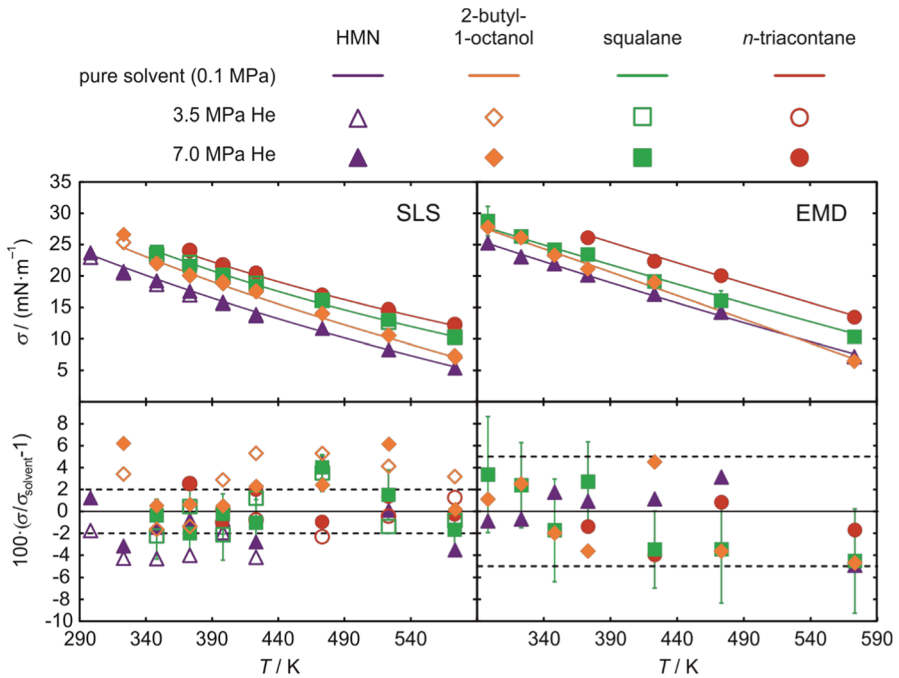 HMN 2-butyl-1-octanol squalane n-triacontane
pure solvent (0.1 MPa)
3.5 MPa He
7.0 MPa He
35
30
25
20
15
10
5
σ / (mN·m⁻¹)
SLS
EMD
8
6
4
2
0
-2
-4
-6
-8
-10
100·(σ/σsolvent-1)
290 340 390 440 490 540
340 390 440 490 540 590
T / K
T / K